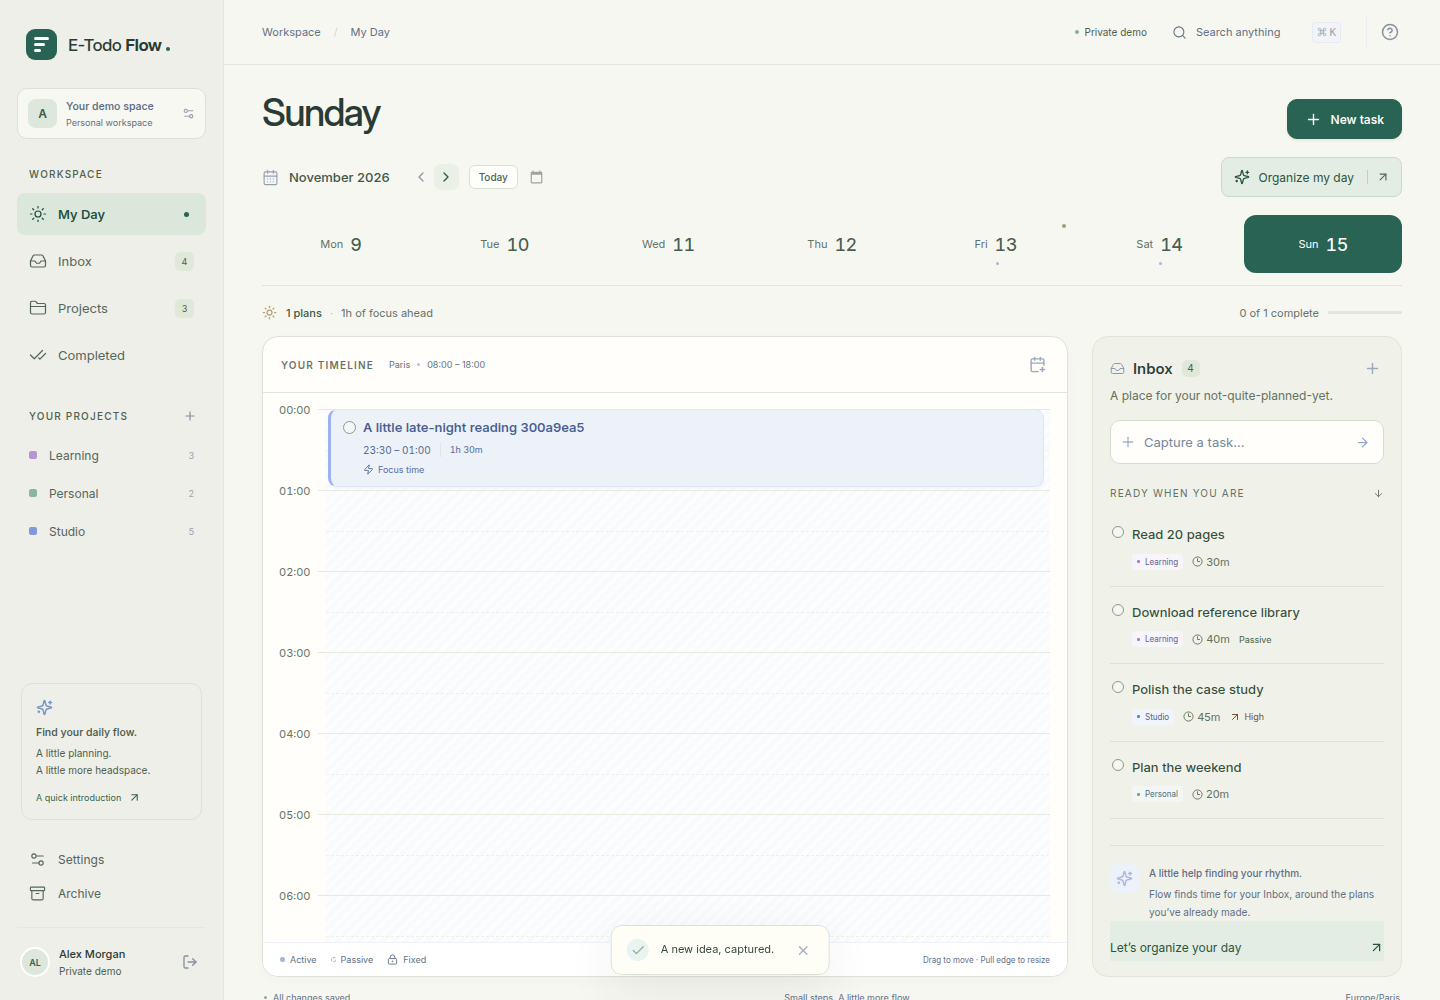 E-Todo Flow.
A
Your demo space
Personal workspace
WORKSPACE
My Day
Inbox 4
Projects 3
Completed
YOUR PROJECTS
Learning 3
Personal 2
Studio 5
Find your daily flow.
A little planning.
A little more headspace.
A quick introduction
Settings
Archive
AL
Alex Morgan
Private demo
Workspace / My Day
Private demo
Search anything
⌘ K
Sunday
New task
November 2026
Today
Organize my day
Mon 9
Tue 10
Wed 11
Thu 12
Fri 13
Sat 14
Sun 15
1 plans · 1h of focus ahead
0 of 1 complete
YOUR TIMELINE
Paris • 08:00 – 18:00
00:00
A little late-night reading 300a9ea5
23:30 – 01:00
1h 30m
Focus time
01:00
02:00
03:00
04:00
05:00
06:00
Active
Passive
Fixed
Drag to move · Pull edge to resize
A new idea, captured.
Inbox 4
A place for your not-quite-planned-yet.
Capture a task...
READY WHEN YOU ARE
Read 20 pages
Learning
30m
Download reference library
Learning
40m
Passive
Polish the case study
Studio
45m
High
Plan the weekend
Personal
20m
A little help finding your rhythm.
Flow finds time for your Inbox, around the plans
you’ve already made.
Let’s organize your day
All changes saved
Small steps. A little more flow.
Europe/Paris